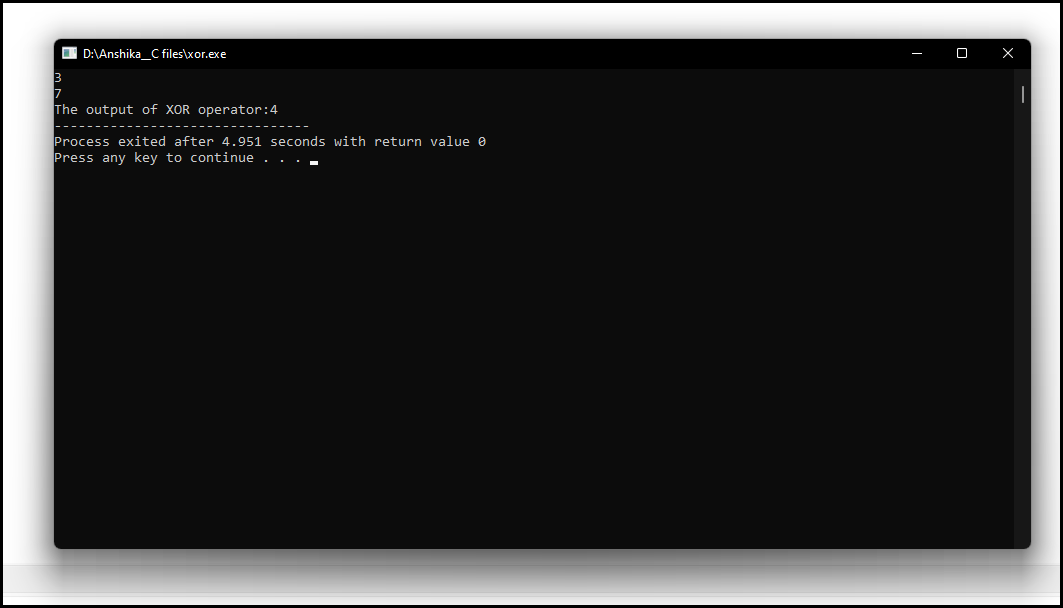 D:\Anshika__C files\xor.exe
3
7
The output of XOR operator:4
--------------------------------
Process exited after 4.951 seconds with return value 0
Press any key to continue . . .